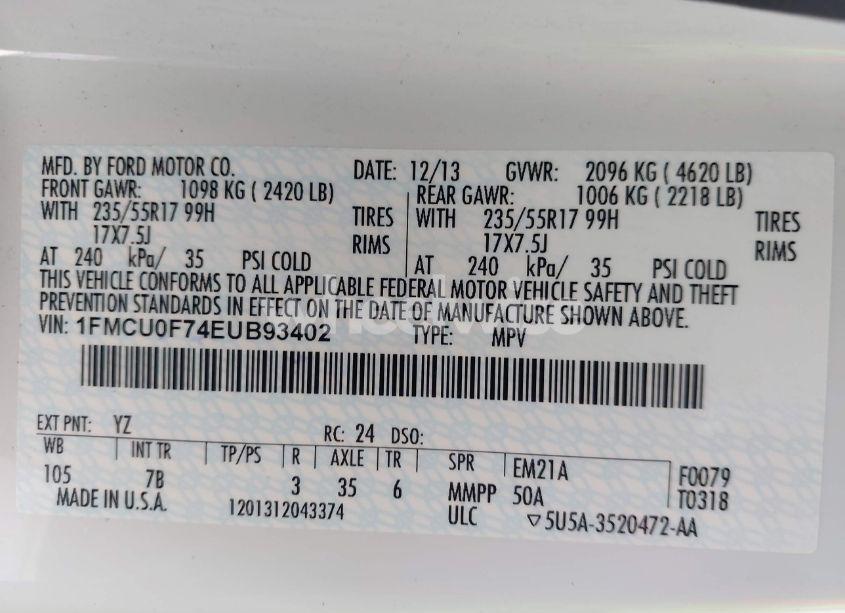 MFD. BY FORD MOTOR CO. DATE: 12/13 GVWR: 2096 KG ( 4620 LB)
FRONT GAWR: 1098 KG ( 2420 LB) REAR GAWR: 1006 KG ( 2218 LB)
WITH 235/55R17 99H TIRES WITH 235/55R17 99H TIRES
17X7.5J RIMS 17X7.5J RIMS
AT 240 kPa/ 35 PSI COLD AT 240 kPa/ 35 PSI COLD
THIS VEHICLE CONFORMS TO ALL APPLICABLE FEDERAL MOTOR VEHICLE SAFETY AND THEFT
PREVENTION STANDARDS IN EFFECT ON THE DATE OF MANUFACTURE SHOWN ABOVE.
VIN: 1FMCU0F74EUB93402 TYPE: MPV
EXT PNT: YZ RC: 24 DSO:
WB INT TR TP/PS R AXLE TR SPR EM21A F0079
105 7B 3 35 6 MMPP 50A T0318
MADE IN U.S.A. 1201312043374 ULC ▽5U5A-3520472-AA